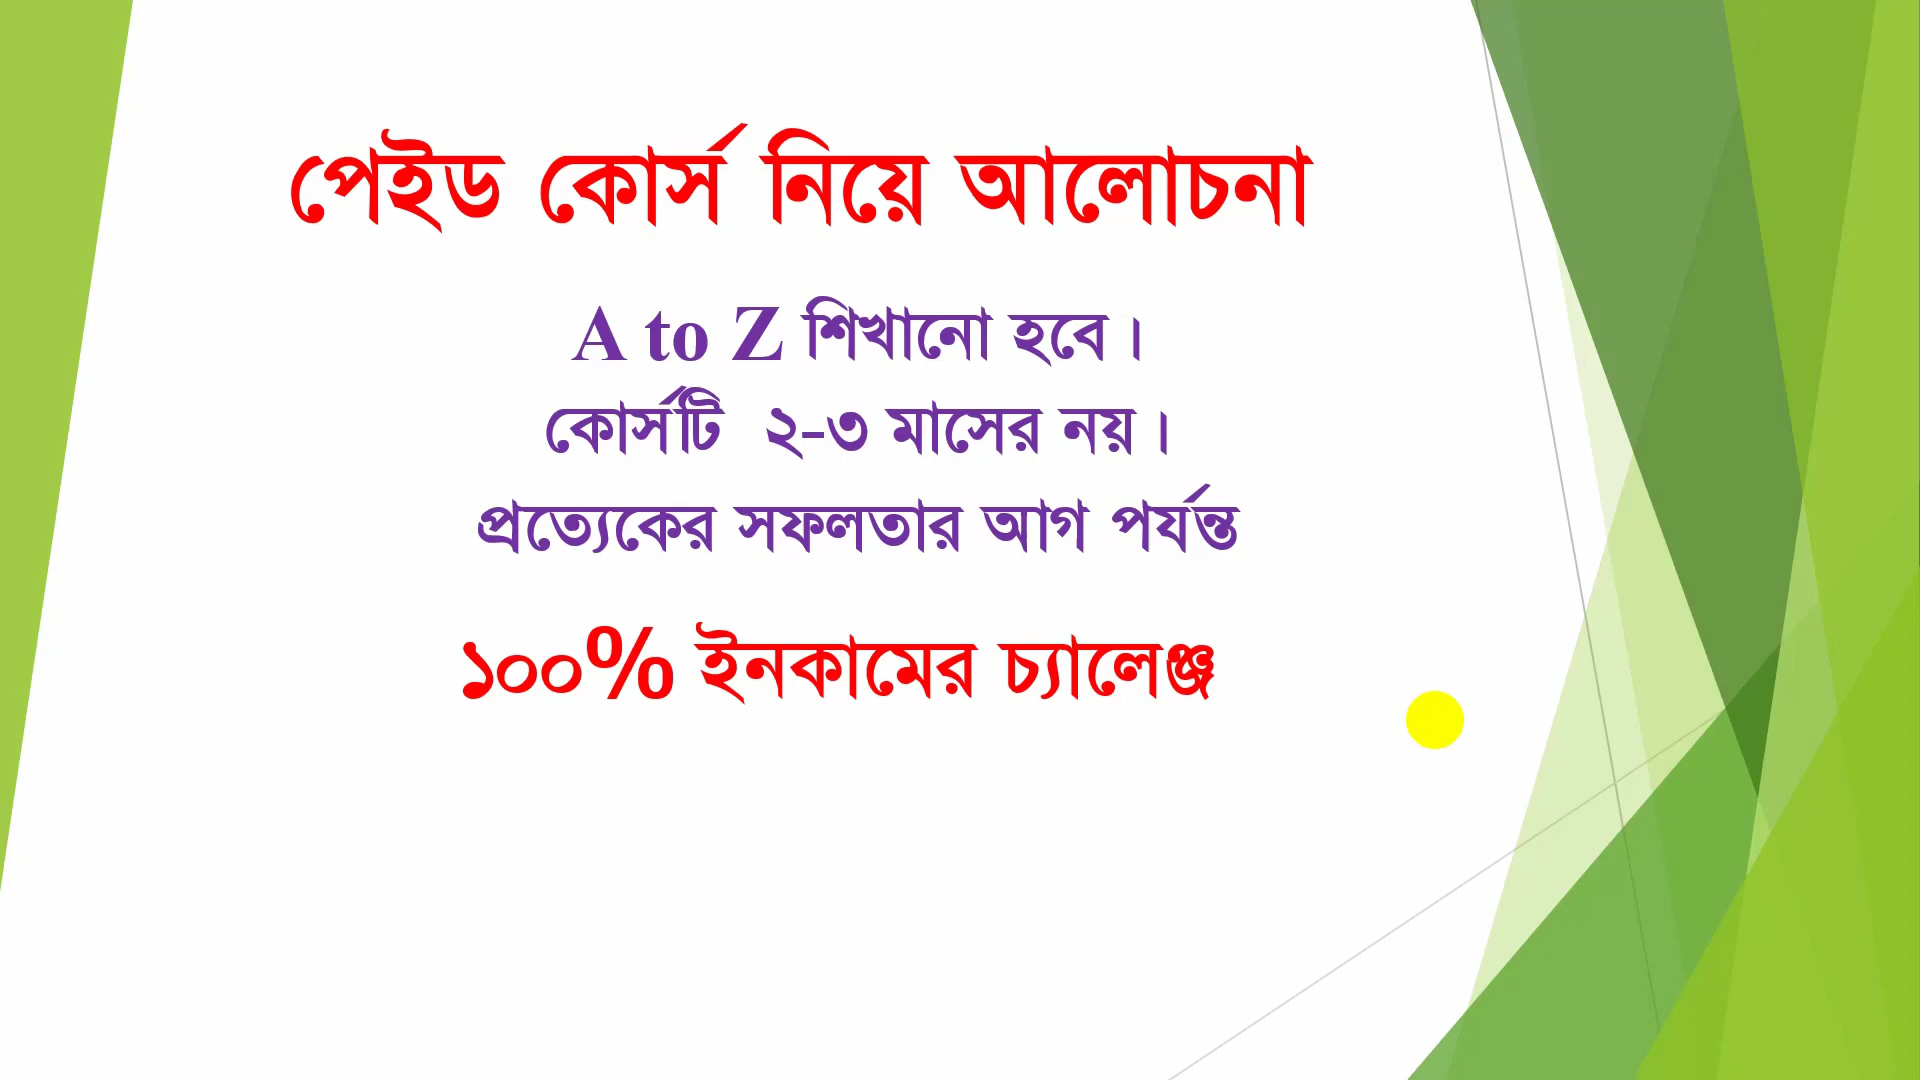 পেইড কোর্স নিয়ে আলোচনা
A to Z শিখানো হবে।
কোর্সটি ২-৩ মাসের নয়।
প্রত্যেকের সফলতার আগ পর্যন্ত
১০০% ইনকামের চ্যালেঞ্জ